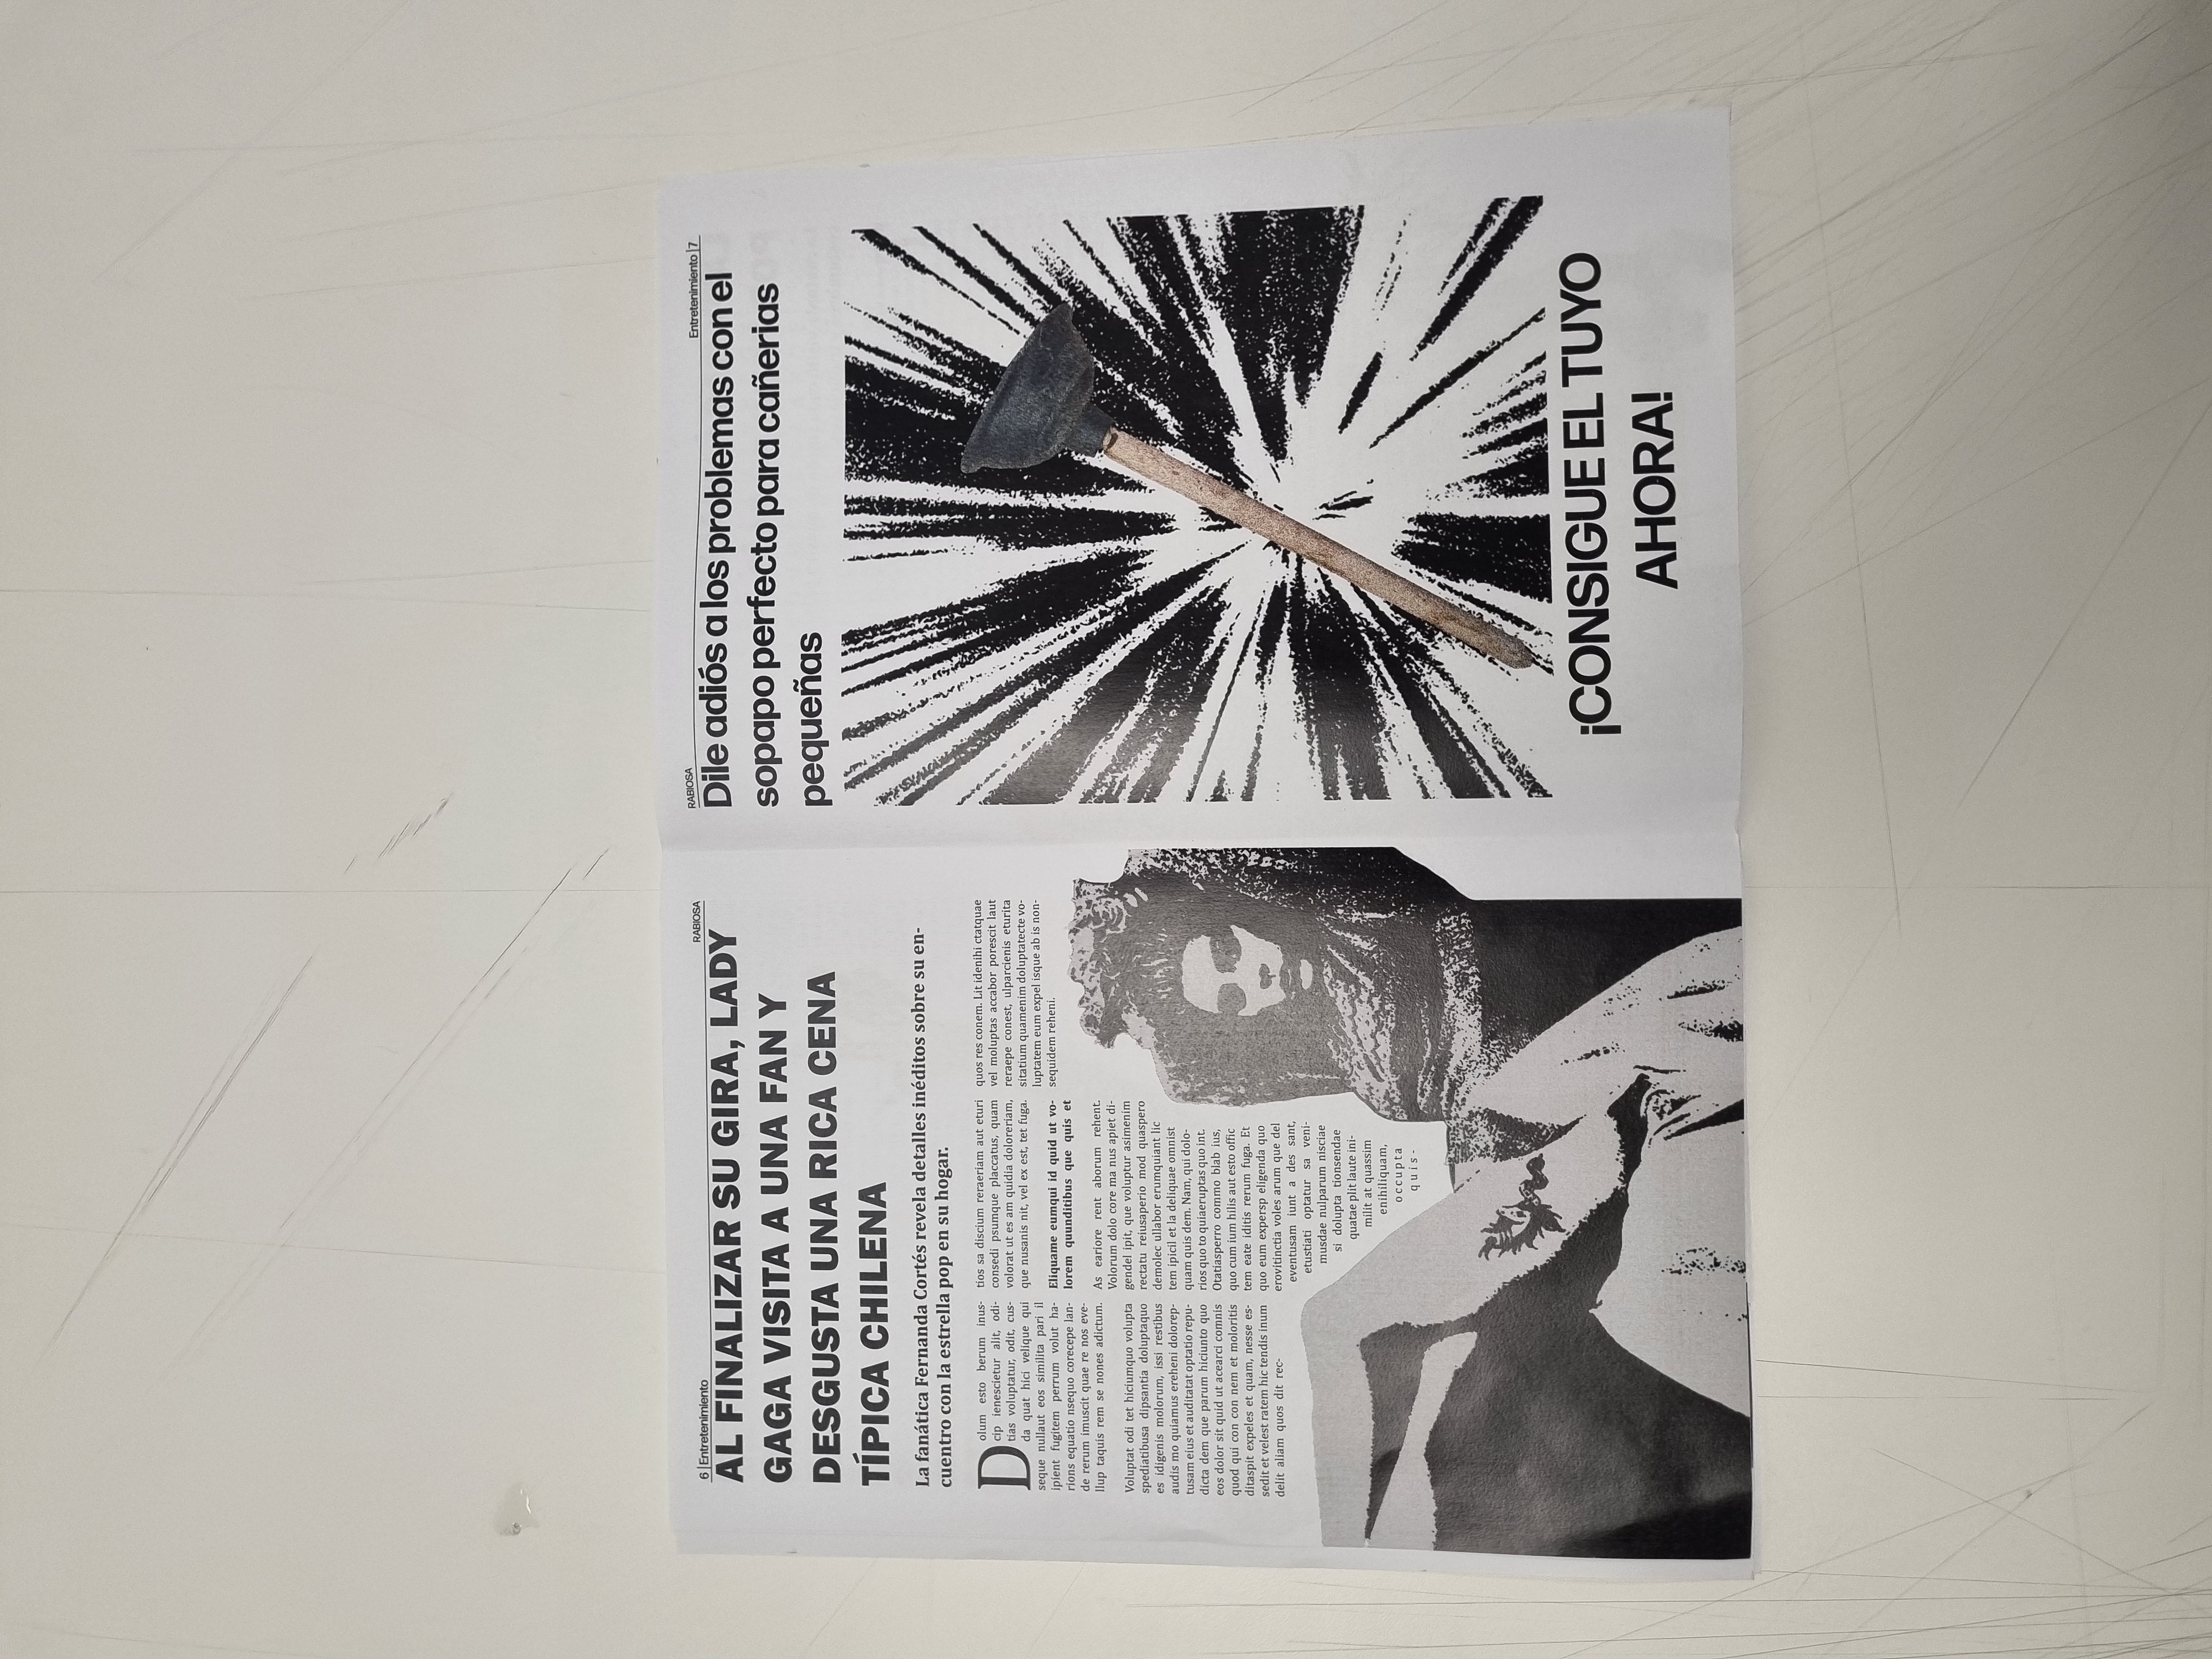 6 | Entretenimiento
RABIOSA
AL FINALIZAR SU GIRA, LADY
GAGA VISITA A UNA FAN Y
DESGUSTA UNA RICA CENA
TÍPICA CHILENA
La fanática Fernanda Cortés revela detalles inéditos sobre su en-
cuentro con la estrella pop en su hogar.
Dolum esto berum inus-
cip ienescietur alit, odi-
tias voluptatur, odit, cus-
da quat hici velique qui
seque nullaut eos similita pari il
ipient fugitem perrum volut ha-
rions equatio nsequo corecepe lan-
de rerum imuscit quae re nos eve-
llup taquis rem se nones adictum.
Voluptat odi tet hiciumquo volupta
spediatibusa dipsantia doluptaquo
es idigenis molorum, issi restibus
audis mo quiamus ereheni dolorep-
tusam eius et auditatat optatio repu-
dicta dem que parum hiciunto quo
eos dolor sit quid ut acearci comnis
quod qui con con nem et moloritis
ditaspit expeles et quam, nesse es-
sedit et velest ratem hic tendis inum
delit aliam quos dit rec-
tios sa discium reraeriam aut eturi
consedi psumque placcatus, quam
volorat ut es am quidia doloreriam,
que nusanis nit, vel ex est, tet fuga.
Eliquame eumqui id quid ut vo-
lorem quunditibus que quis et
As eariore rent aborum rehent.
Volorum dolo core ma nus apiet di-
gendel ipit, que voluptur asimenim
rectatu reiusaperio mod quaspero
demolec ullabor erumquiant lic
tem ipicil et la deliquae omnist
quam quis dem. Nam, qui dolo-
rios quo to quiaeruptas quo int.
Otatiasperro commo blab ius,
quo cum ium hilis aut esto offic
tem eate iditis rerum fuga. Et
quo eum expersp eligenda quo
erovitinctia voles arum que del
eventusam iunt a des sant,
etustiati optatur sa veni-
musdae nulparum nisciae
si dolupta tionsendae
quatae plit laute ini-
milit at quassim
enihiliquam,
occupta
quis-
quos res conem. Lit idenihi ctatquae
vel moluptas accabor porescit laut
reraepe conest, ulparcienis eturita
sitatium quamenim doluptatecte vo-
luptatem eum expel isque ab is non-
sequidem reheni.
RABIOSA
Entretenimiento | 7
Dile adiós a los problemas con el
sopapo perfecto para cañerias
pequeñas
¡CONSIGUE EL TUYO
AHORA!